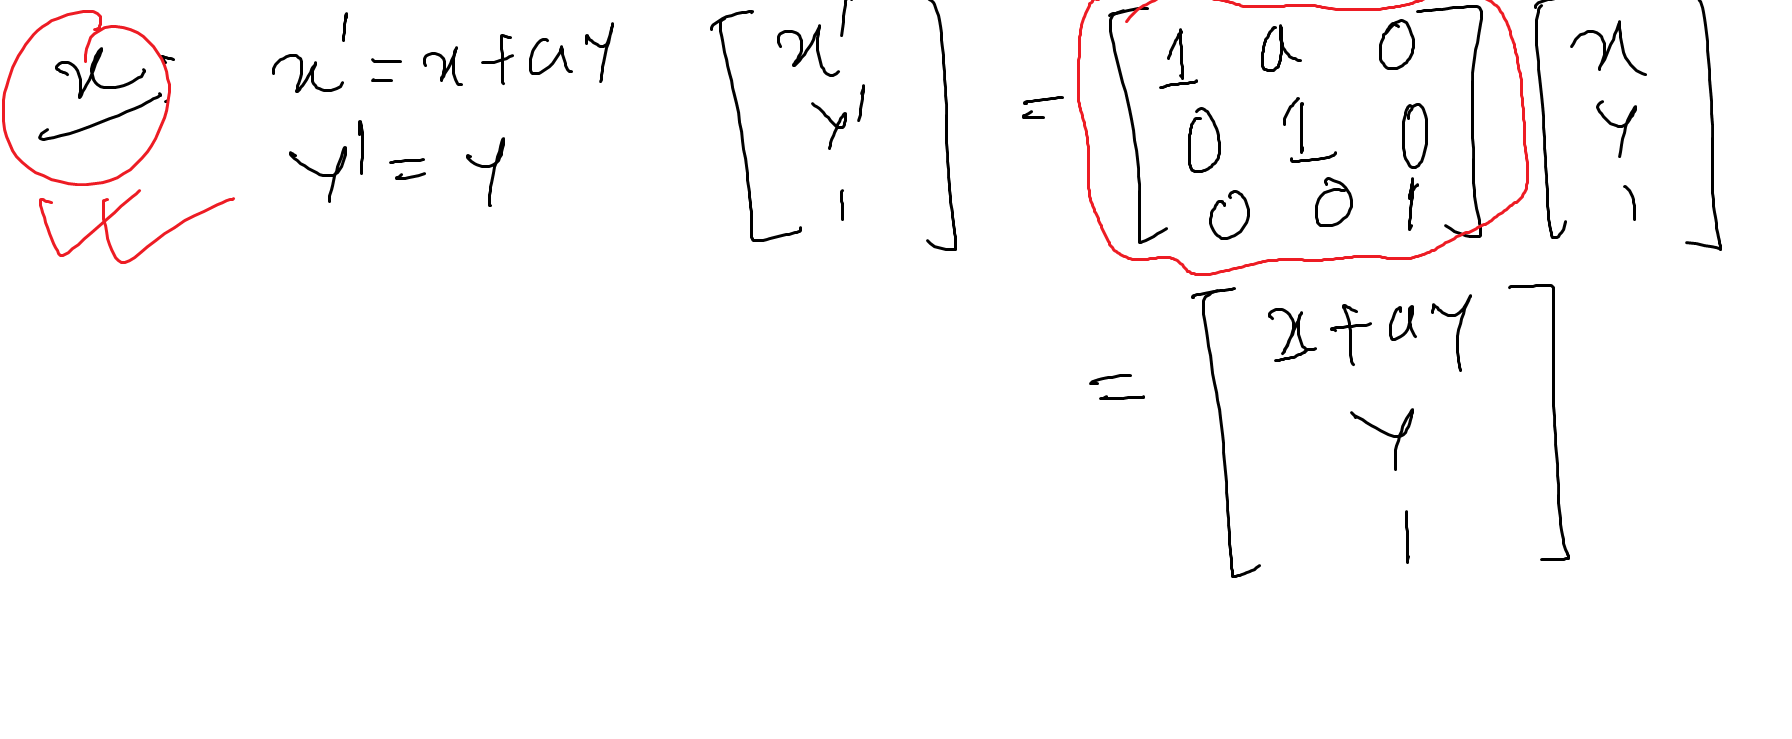 x x' = x + ay [x' y' 1] = [1 a 0 0 1 0 0 0 1] [x y 1]
y' = y
= [x + ay y 1]